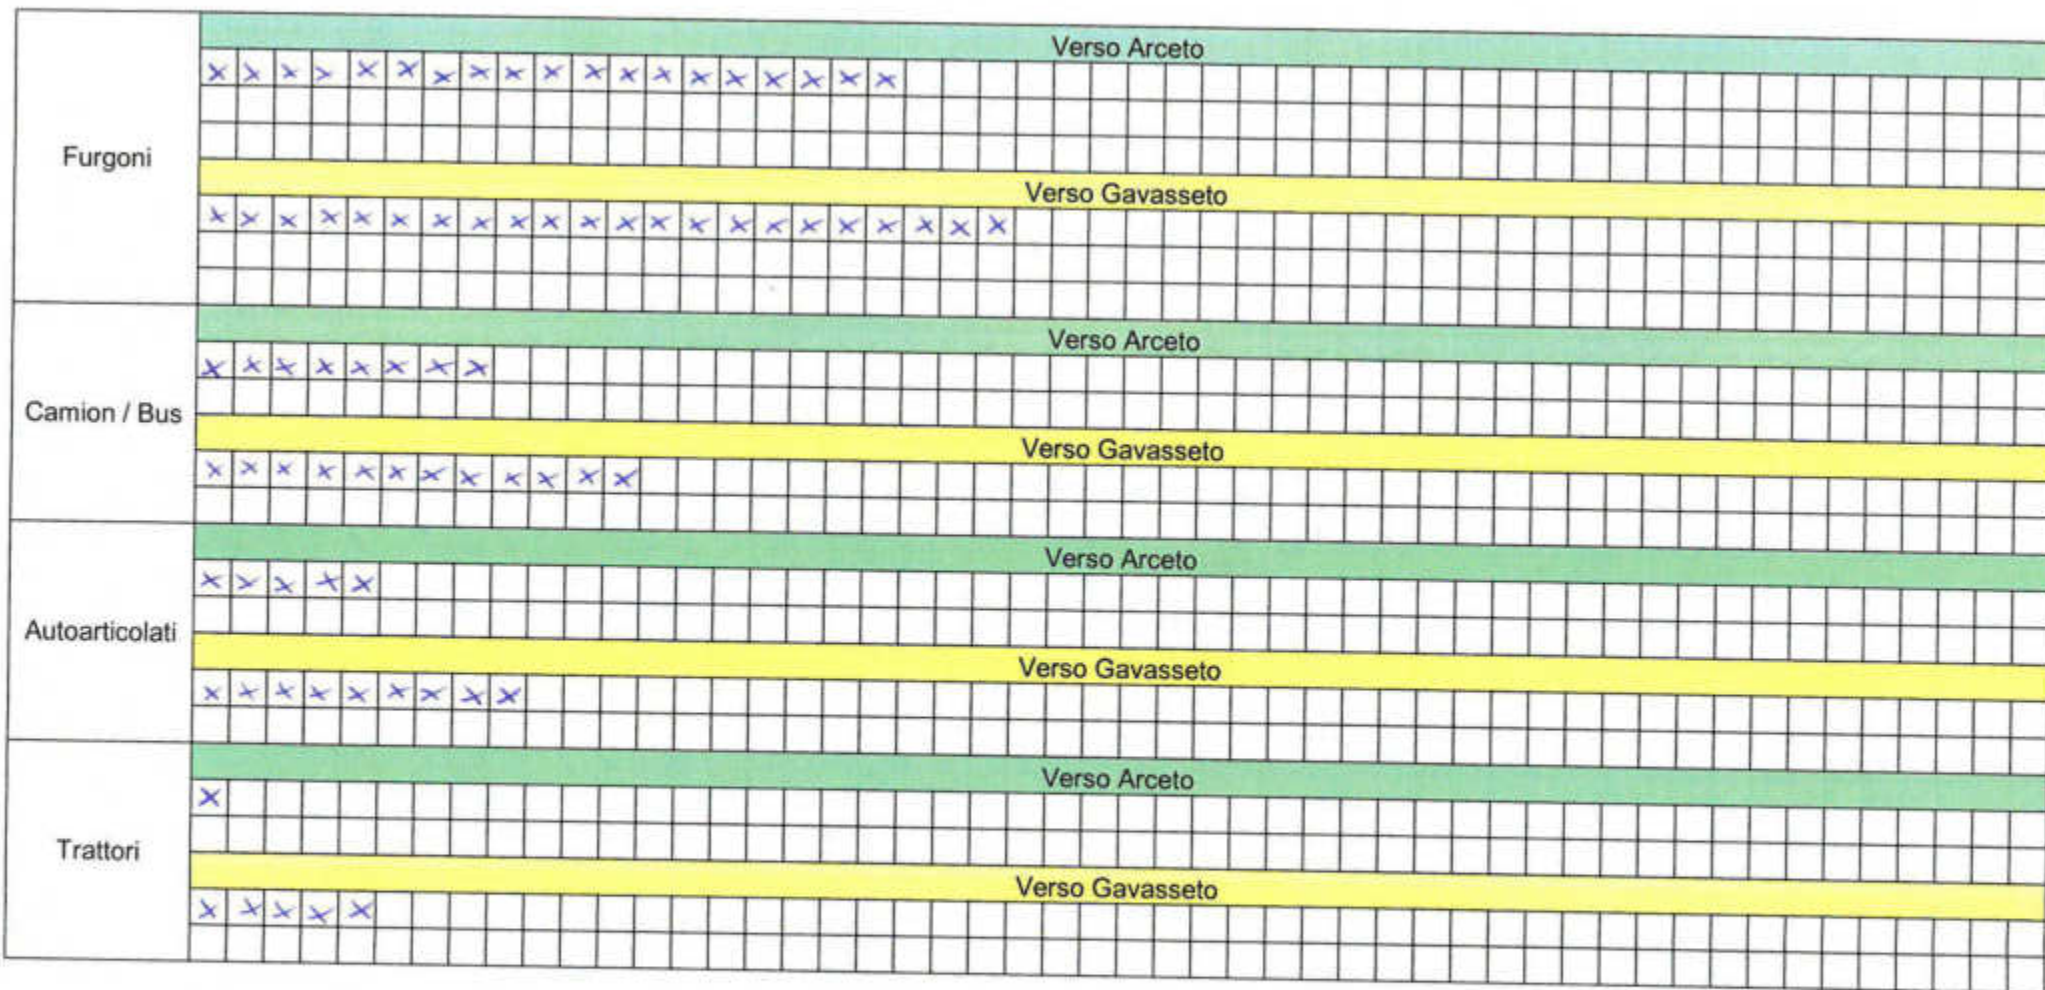 Verso Arceto
x x x x x x x x x x x x x x x x x x x
Furgoni
Verso Gavasseto
x x x x x x x x x x x x x x x x x x x x x x
Verso Arceto
x x x x x x x x
Camion / Bus
Verso Gavasseto
x x x x x x x x x x x x
Verso Arceto
x x x x x
Autoarticolati
Verso Gavasseto
x x x x x x x x x
Verso Arceto
x
Trattori
Verso Gavasseto
x x x x x